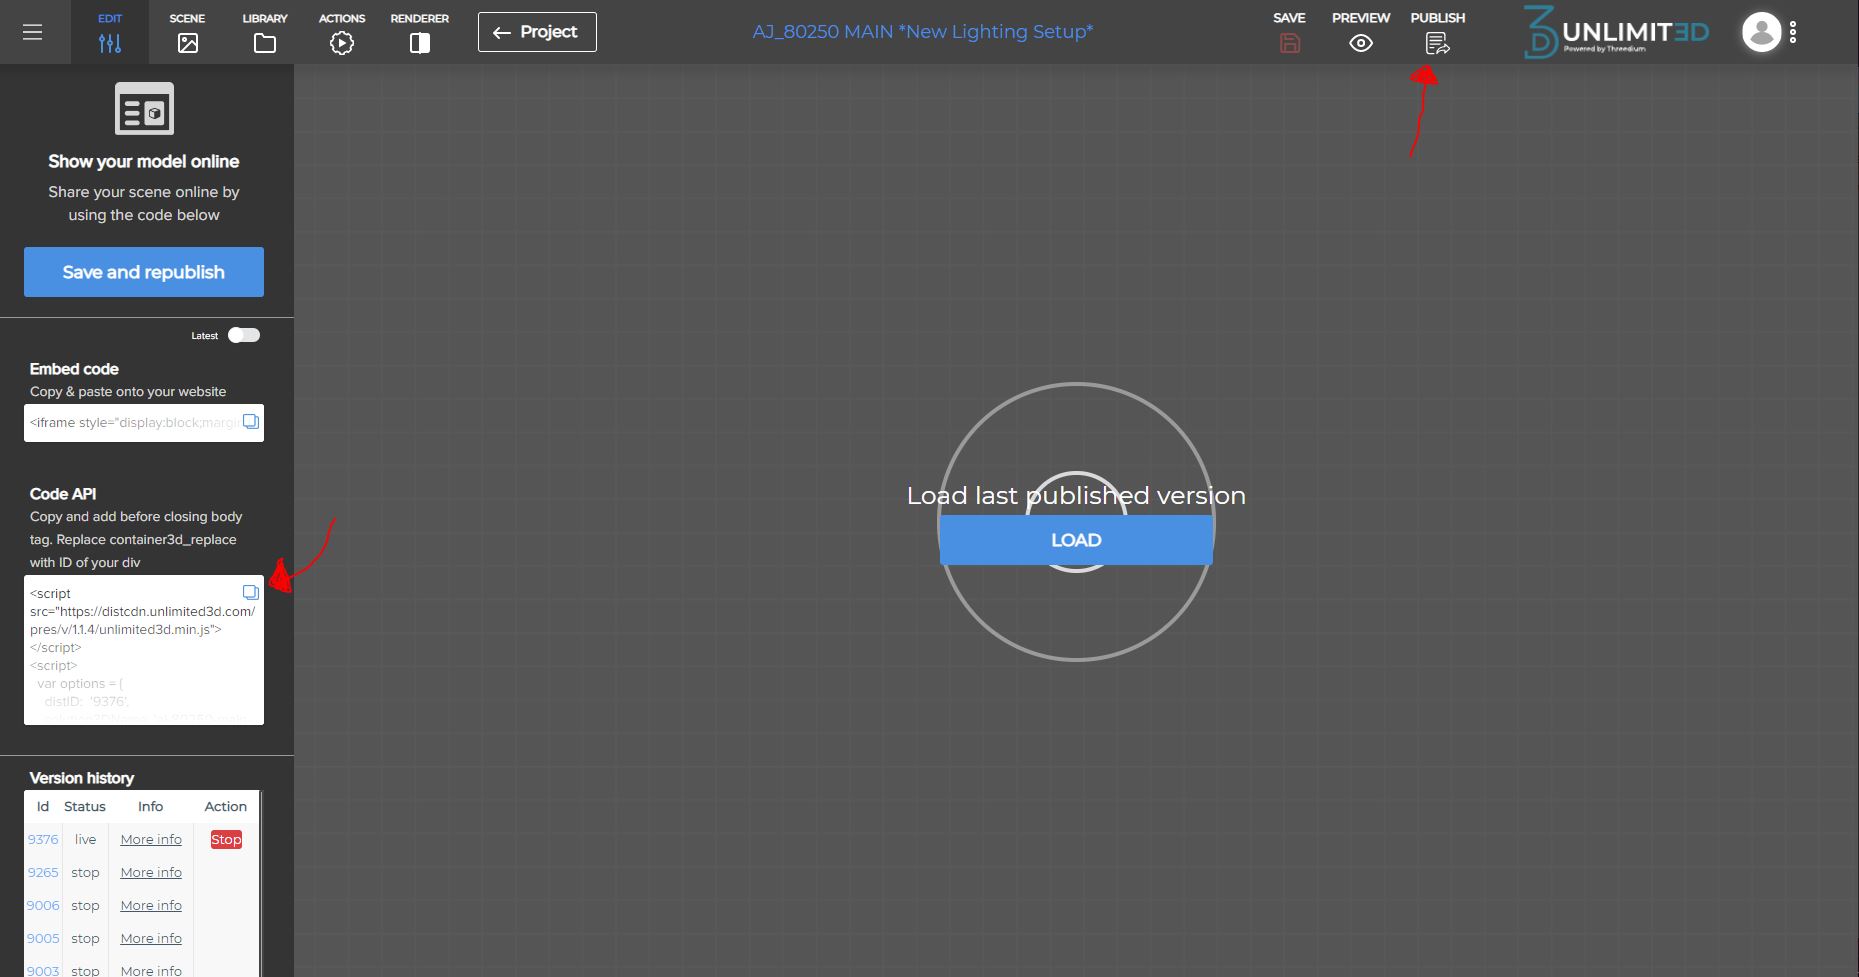 EDIT
SCENE
LIBRARY
ACTIONS
RENDERER
Project
AJ_80250 MAIN *New Lighting Setup*
SAVE
PREVIEW
PUBLISH
3D UNLIMITƎD
Powered by Threedium
Show your model online
Share your scene online by
using the code below
Save and republish
Latest
Embed code
Copy & paste onto your website
<iframe style="display:block;margin
Code API
Copy and add before closing body
tag. Replace container3d_replace
with ID of your div
<script
src="https://distcdn.unlimited3d.com/
pres/v/1.1.4/unlimited3d.min.js">
</script>
<script>
var options = {
distID: '9376',
Load last published version
LOAD
Version history
Id Status Info Action
9376 live More info Stop
9265 stop More info
9006 stop More info
9005 stop More info
9003 stop More info